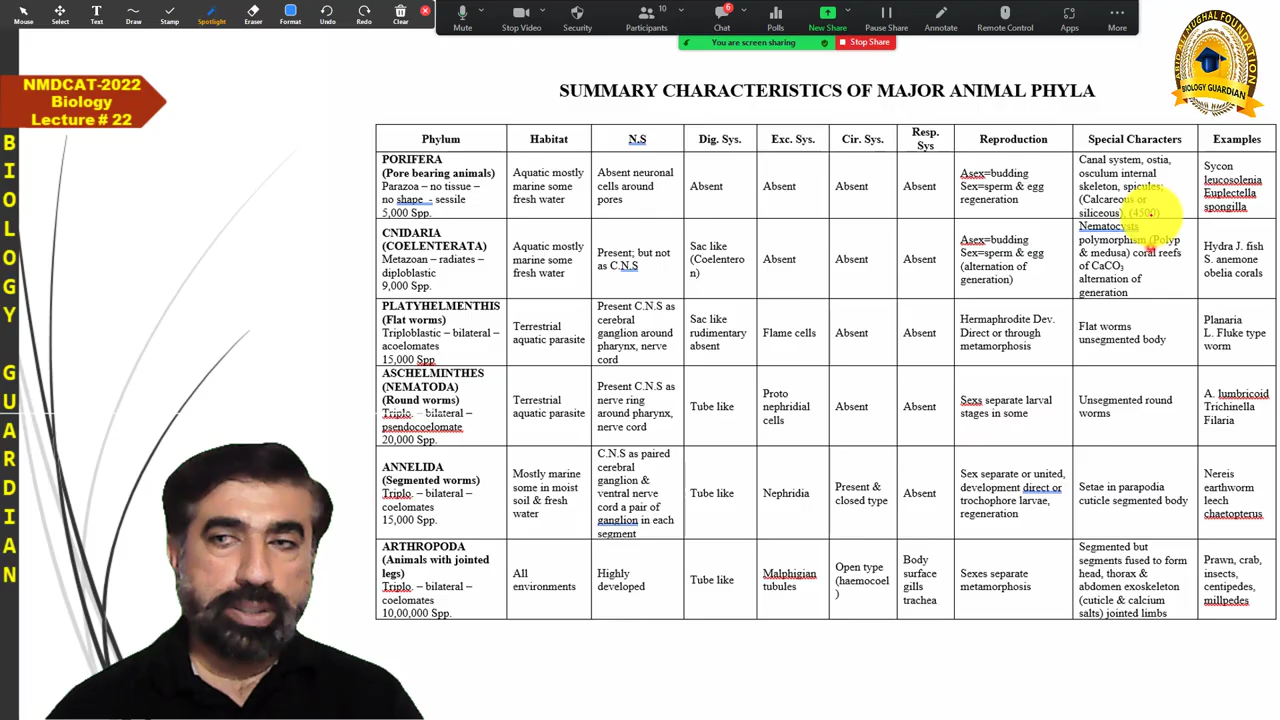 Mouse Select Text Draw Stamp Spotlight Eraser Format Undo Redo Clear
Mute Stop Video Security Participants 10 Chat 6 Polls New Share Pause Share Annotate Remote Control Apps More
You are screen sharing Stop Share
NMDCAT-2022
Biology
Lecture # 22
BIOLOGY GUARDIAN
BIOLOGY GUARDIAN
SUMMARY CHARACTERISTICS OF MAJOR ANIMAL PHYLA
Phylum
Habitat
N.S
Dig. Sys.
Exc. Sys.
Cir. Sys.
Resp.
Sys
Reproduction
Special Characters
Examples
PORIFERA
(Pore bearing animals)
Parazoa – no tissue –
no shape - sessile
5,000 Spp.
Aquatic mostly
marine some
fresh water
Absent neuronal
cells around
pores
Absent
Absent
Absent
Absent
Asex=budding
Sex=sperm & egg
regeneration
Canal system, ostia,
osculum internal
skeleton, spicules;
(Calcareous or
siliceous), (4500)
Sycon
leucosolenia
Euplectella
spongilla
CNIDARIA
(COELENTERATA)
Metazoan – radiates –
diploblastic
9,000 Spp.
Aquatic mostly
marine some
fresh water
Present; but not
as C.N.S
Sac like
(Coelentero
n)
Absent
Absent
Absent
Asex=budding
Sex=sperm & egg
(alternation of
generation)
Nematocysts
polymorphism (Polyp
& medusa) coral reefs
of CaCO₃
alternation of
generation
Hydra J. fish
S. anemone
obelia corals
PLATYHELMENTHIS
(Flat worms)
Triploblastic – bilateral –
acoelomates
15,000 Spp
Terrestrial
aquatic parasite
Present C.N.S as
cerebral
ganglion around
pharynx, nerve
cord
Sac like
rudimentary
absent
Flame cells
Absent
Absent
Hermaphrodite Dev.
Direct or through
metamorphosis
Flat worms
unsegmented body
Planaria
L. Fluke type
worm
ASCHELMINTHES
(NEMATODA)
(Round worms)
Triplo. – bilateral –
psendocoelomate
20,000 Spp.
Terrestrial
aquatic parasite
Present C.N.S as
nerve ring
around pharynx,
nerve cord
Tube like
Proto
nephridial
cells
Absent
Absent
Sexs separate larval
stages in some
Unsegmented round
worms
A. lumbricoid
Trichinella
Filaria
ANNELIDA
(Segmented worms)
Triplo. – bilateral –
coelomates
15,000 Spp.
Mostly marine
some in moist
soil & fresh
water
C.N.S as paired
cerebral
ganglion &
ventral nerve
cord a pair of
ganglion in each
segment
Tube like
Nephridia
Present &
closed type
Absent
Sex separate or united,
development direct or
trochophore larvae,
regeneration
Setae in parapodia
cuticle segmented body
Nereis
earthworm
leech
chaetopterus
ARTHROPODA
(Animals with jointed
legs)
Triplo. – bilateral –
coelomates
10,00,000 Spp.
All
environments
Highly
developed
Tube like
Malphigian
tubules
Open type
(haemocoel
)
Body
surface
gills
trachea
Sexes separate
metamorphosis
Segmented but
segments fused to form
head, thorax &
abdomen exoskeleton
(cuticle & calcium
salts) jointed limbs
Prawn, crab,
insects,
centipedes,
millpedes